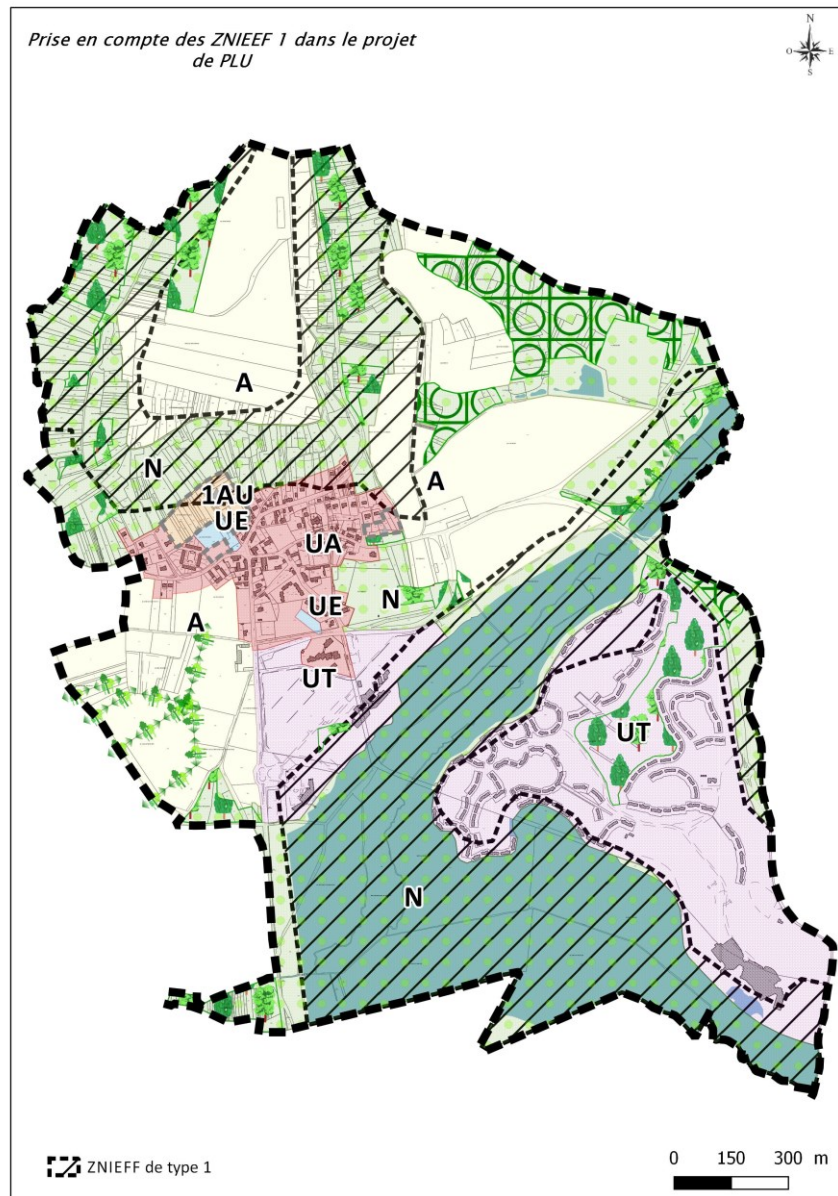 Prise en compte des ZNIEEF 1 dans le projet
de PLU
N
O
E
S
A
N
1AU
UE
A
UA
UE
N
A
UT
UT
N
ZNIEFF de type 1
0 150 300 m